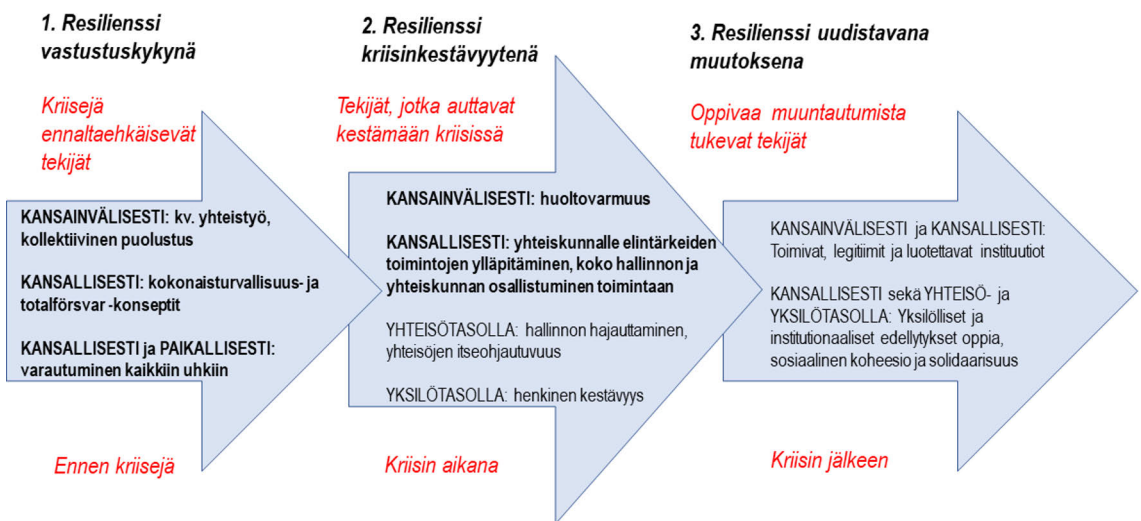 1. Resilienssi
vastustuskykynä
Kriisejä
ennaltaehkäisevät
tekijät
KANSAINVÄLISESTI: kv. yhteistyö,
kollektiivinen puolustus
KANSALLISESTI: kokonaisturvallisuus- ja
totalförsvar -konseptit
KANSALLISESTI ja PAIKALLISESTI:
varautuminen kaikkiin uhkiin
Ennen kriisejä
2. Resilienssi
kriisinkestävyytenä
Tekijät, jotka auttavat
kestämään kriisissä
KANSAINVÄLISESTI: huoltovarmuus
KANSALLISESTI: yhteiskunnalle elintärkeiden
toimintojen ylläpitäminen, koko hallinnon ja
yhteiskunnan osallistuminen toimintaan
YHTEISÖTASOLLA: hallinnon hajauttaminen,
yhteisöjen itseohjautuvuus
YKSILÖTASOLLA: henkinen kestävyys
Kriisin aikana
3. Resilienssi uudistavana
muutoksena
Oppivaa muuntautumista
tukevat tekijät
KANSAINVÄLISESTI ja KANSALLISESTI:
Toimivat, legitiimit ja luotettavat instituutiot
KANSALLISESTI sekä YHTEISÖ- ja
YKSILÖTASOLLA: Yksilölliset ja
institutionaaliset edellytykset oppia,
sosiaalinen koheesio ja solidaarisuus
Kriisin jälkeen